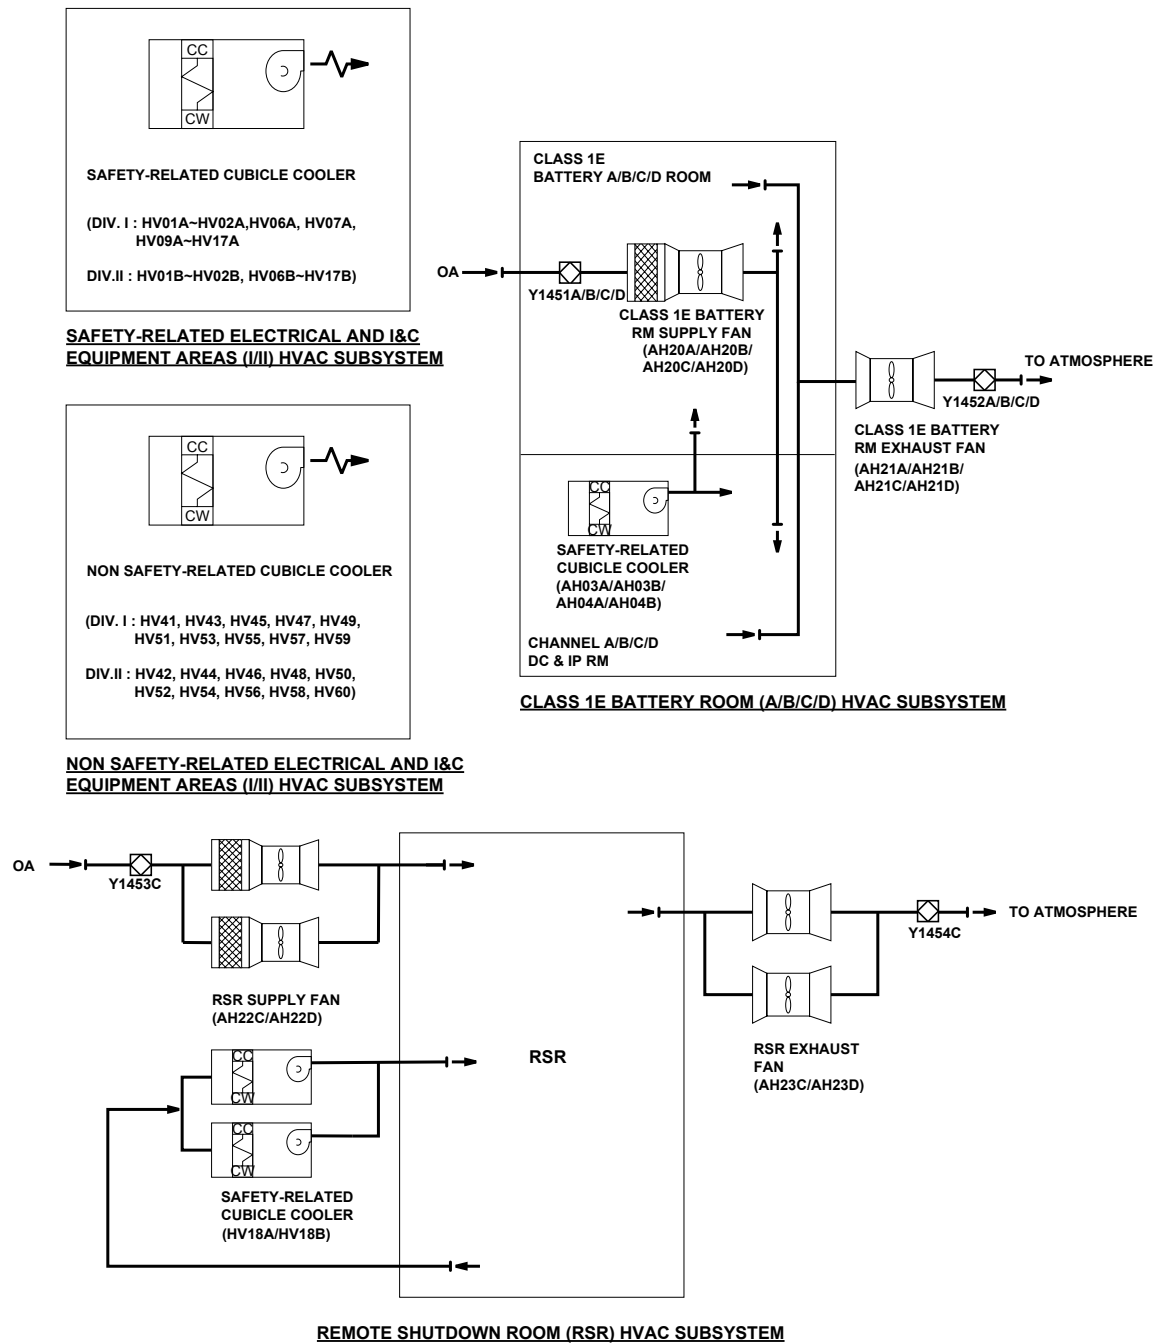 CC
CW
SAFETY-RELATED CUBICLE COOLER
(DIV. I : HV01A~HV02A,HV06A, HV07A,
HV09A~HV17A
DIV.II : HV01B~HV02B, HV06B~HV17B)
SAFETY-RELATED ELECTRICAL AND I&C
EQUIPMENT AREAS (I/II) HVAC SUBSYSTEM
CC
CW
NON SAFETY-RELATED CUBICLE COOLER
(DIV. I : HV41, HV43, HV45, HV47, HV49,
HV51, HV53, HV55, HV57, HV59
DIV.II : HV42, HV44, HV46, HV48, HV50,
HV52, HV54, HV56, HV58, HV60)
NON SAFETY-RELATED ELECTRICAL AND I&C
EQUIPMENT AREAS (I/II) HVAC SUBSYSTEM
CLASS 1E
BATTERY A/B/C/D ROOM
OA
Y1451A/B/C/D
CLASS 1E BATTERY
RM SUPPLY FAN
(AH20A/AH20B/
AH20C/AH20D)
TO ATMOSPHERE
Y1452A/B/C/D
CLASS 1E BATTERY
RM EXHAUST FAN
(AH21A/AH21B/
AH21C/AH21D)
CC
CW
SAFETY-RELATED
CUBICLE COOLER
(AH03A/AH03B/
AH04A/AH04B)
CHANNEL A/B/C/D
DC & IP RM
CLASS 1E BATTERY ROOM (A/B/C/D) HVAC SUBSYSTEM
OA
Y1453C
RSR SUPPLY FAN
(AH22C/AH22D)
TO ATMOSPHERE
Y1454C
RSR EXHAUST
FAN
(AH23C/AH23D)
RSR
CC
CW
CC
CW
SAFETY-RELATED
CUBICLE COOLER
(HV18A/HV18B)
REMOTE SHUTDOWN ROOM (RSR) HVAC SUBSYSTEM